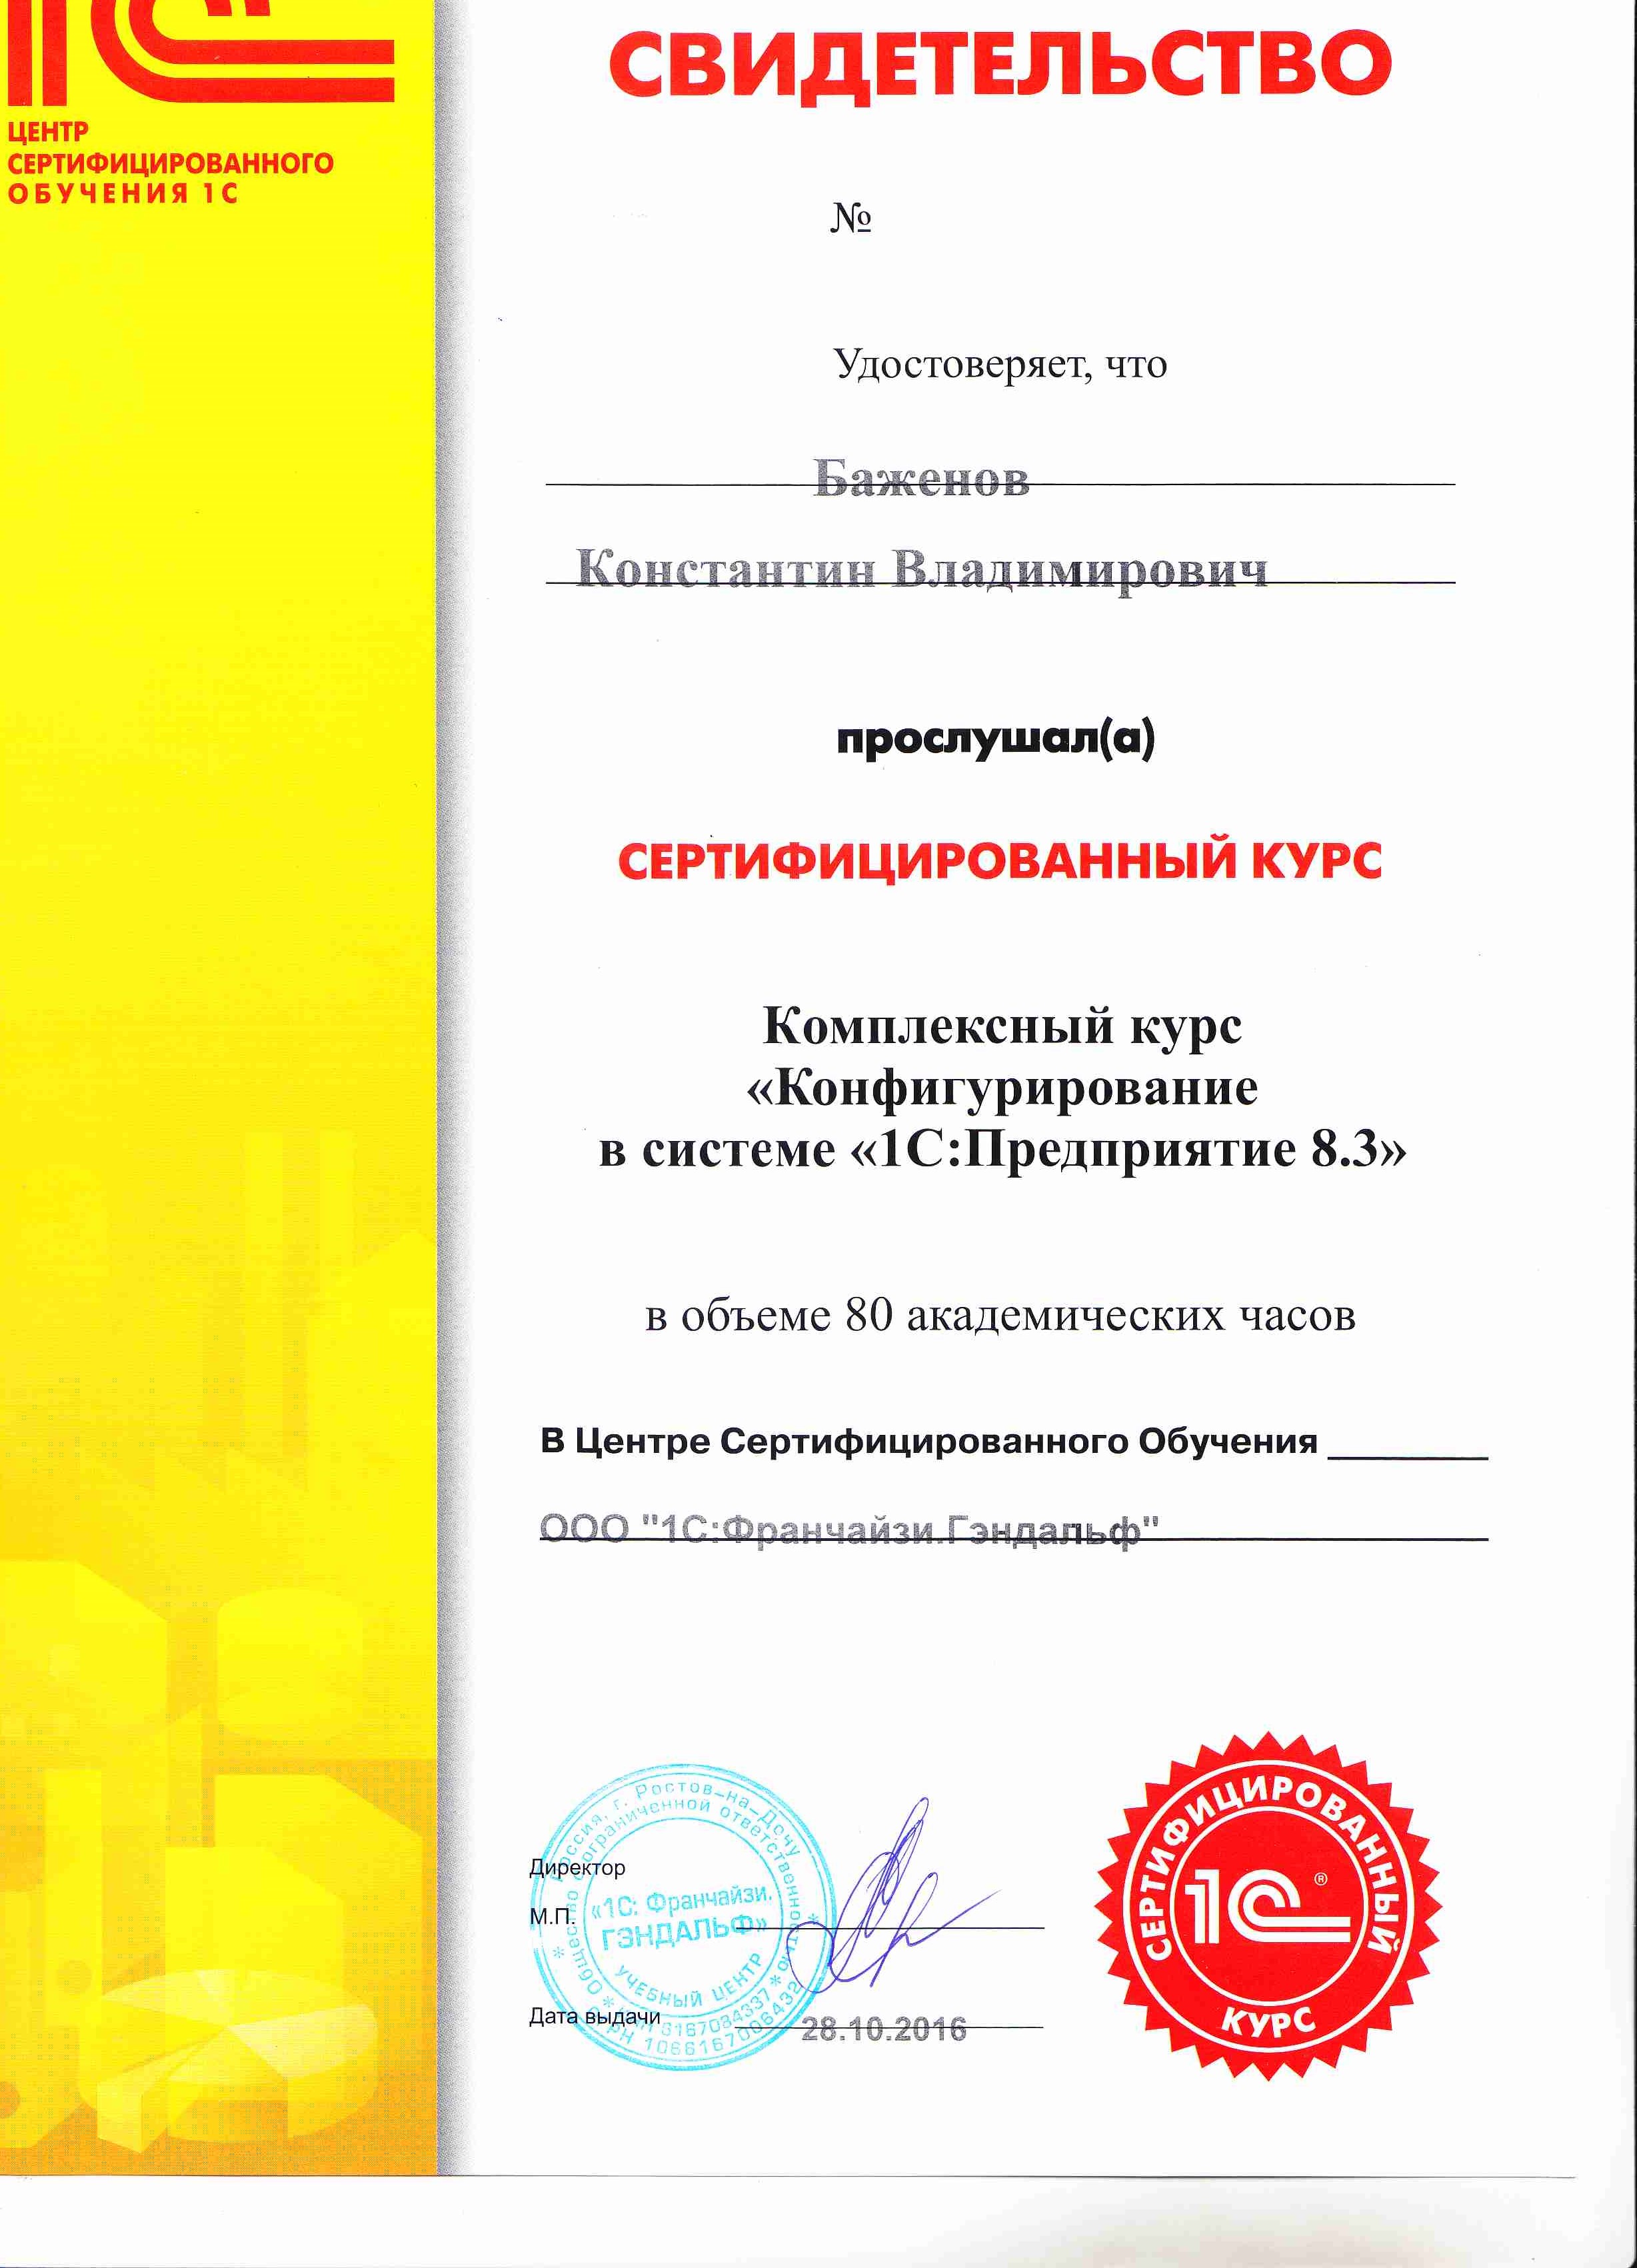 1С
ЦЕНТР
СЕРТИФИЦИРОВАННОГО
ОБУЧЕНИЯ 1С
СВИДЕТЕЛЬСТВО
№
Удостоверяет, что
Баженов
Константин Владимирович
прослушал(а)
СЕРТИФИЦИРОВАННЫЙ КУРС
Комплексный курс
«Конфигурирование
в системе «1С:Предприятие 8.3»
в объеме 80 академических часов
В Центре Сертифицированного Обучения
ООО "1С:Франчайзи.Гэндальф"
Директор
М.П.
Дата выдачи
28.10.2016
Россия, г. Ростов-на-Дону
Общество с ограниченной ответственностью
«1С: Франчайзи.
ГЭНДАЛЬФ»
УЧЕБНЫЙ ЦЕНТР
ИНН 6167084337
ОГРН 1066167006432
СЕРТИФИЦИРОВАННЫЙ
1С®
КУРС